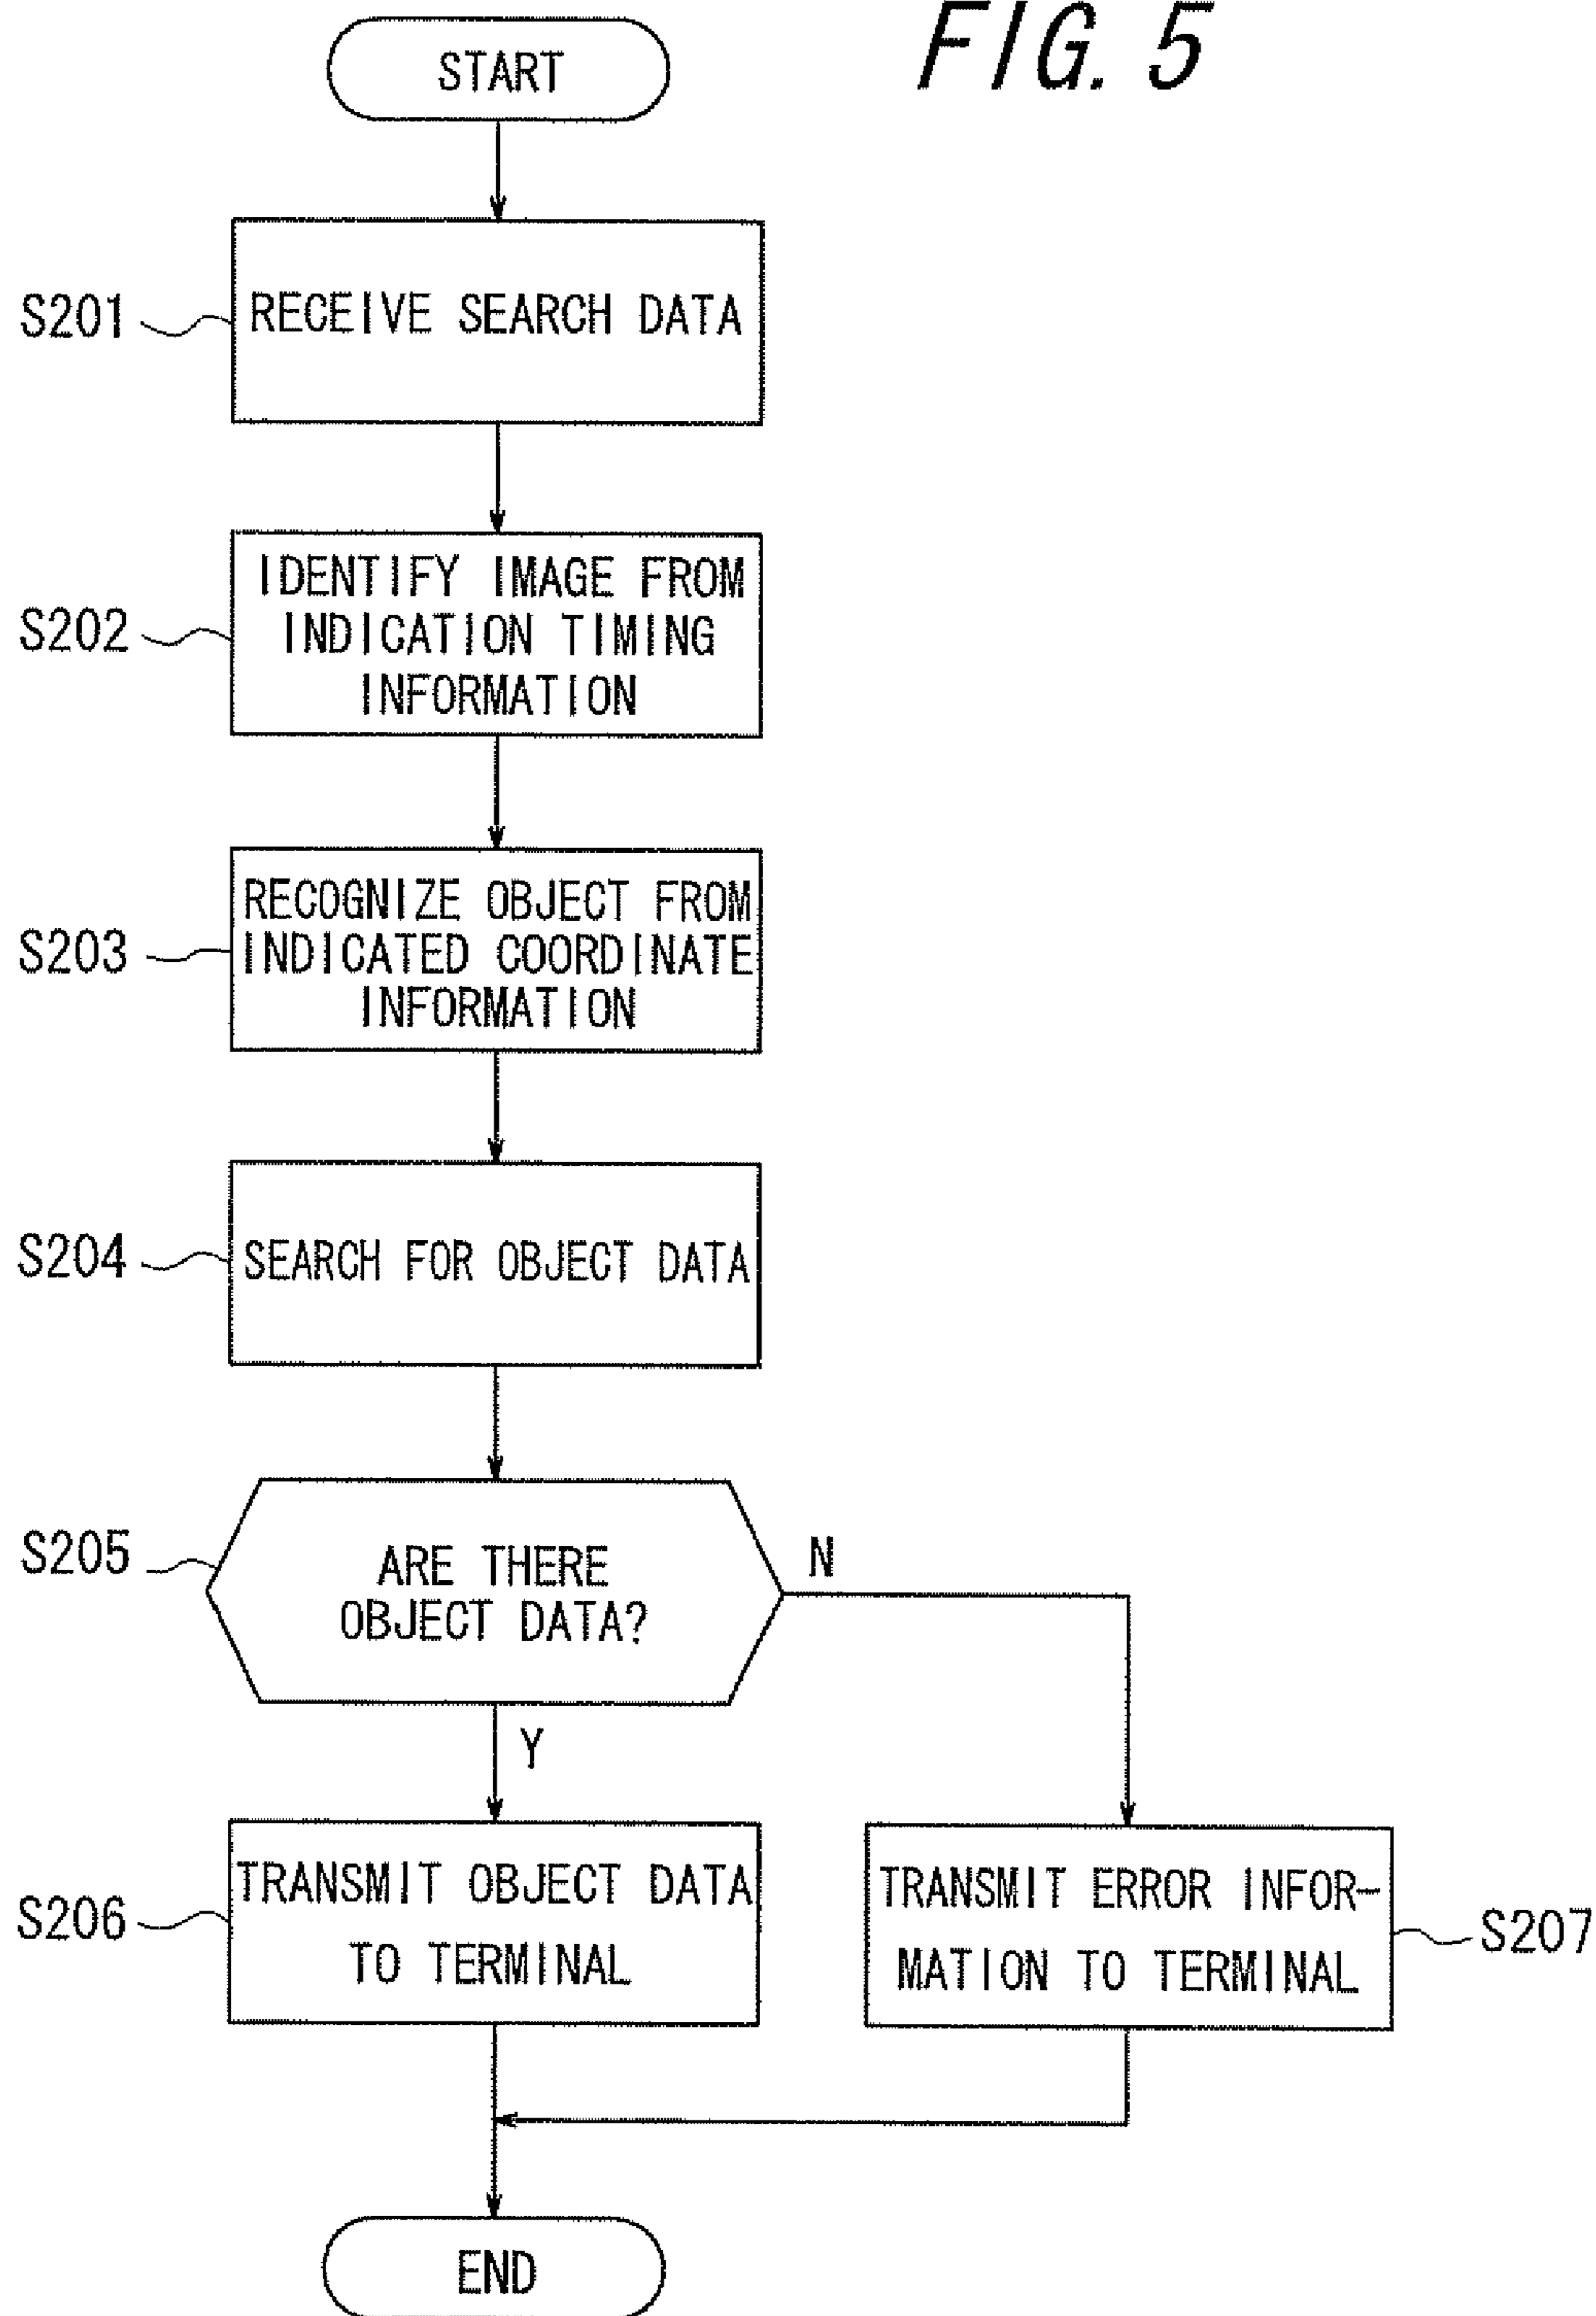 FIG. 5
START
S201
RECEIVE SEARCH DATA
S202
IDENTIFY IMAGE FROM
INDICATION TIMING
INFORMATION
S203
RECOGNIZE OBJECT FROM
INDICATED COORDINATE
INFORMATION
S204
SEARCH FOR OBJECT DATA
S205
ARE THERE
OBJECT DATA?
N
Y
S206
TRANSMIT OBJECT DATA
TO TERMINAL
TRANSMIT ERROR INFOR-
MATION TO TERMINAL
S207
END